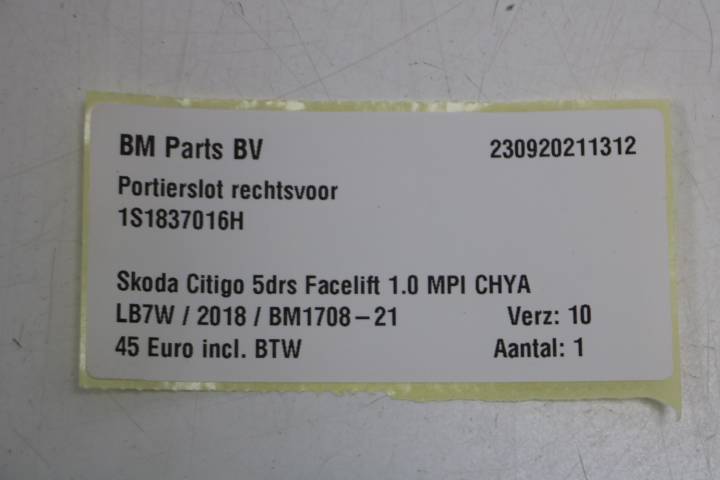 BM Parts BV 230920211312
Portierslot rechtsvoor
1S1837016H
Skoda Citigo 5drs Facelift 1.0 MPI CHYA
LB7W / 2018 / BM1708-21 Verz: 10
45 Euro incl. BTW Aantal: 1